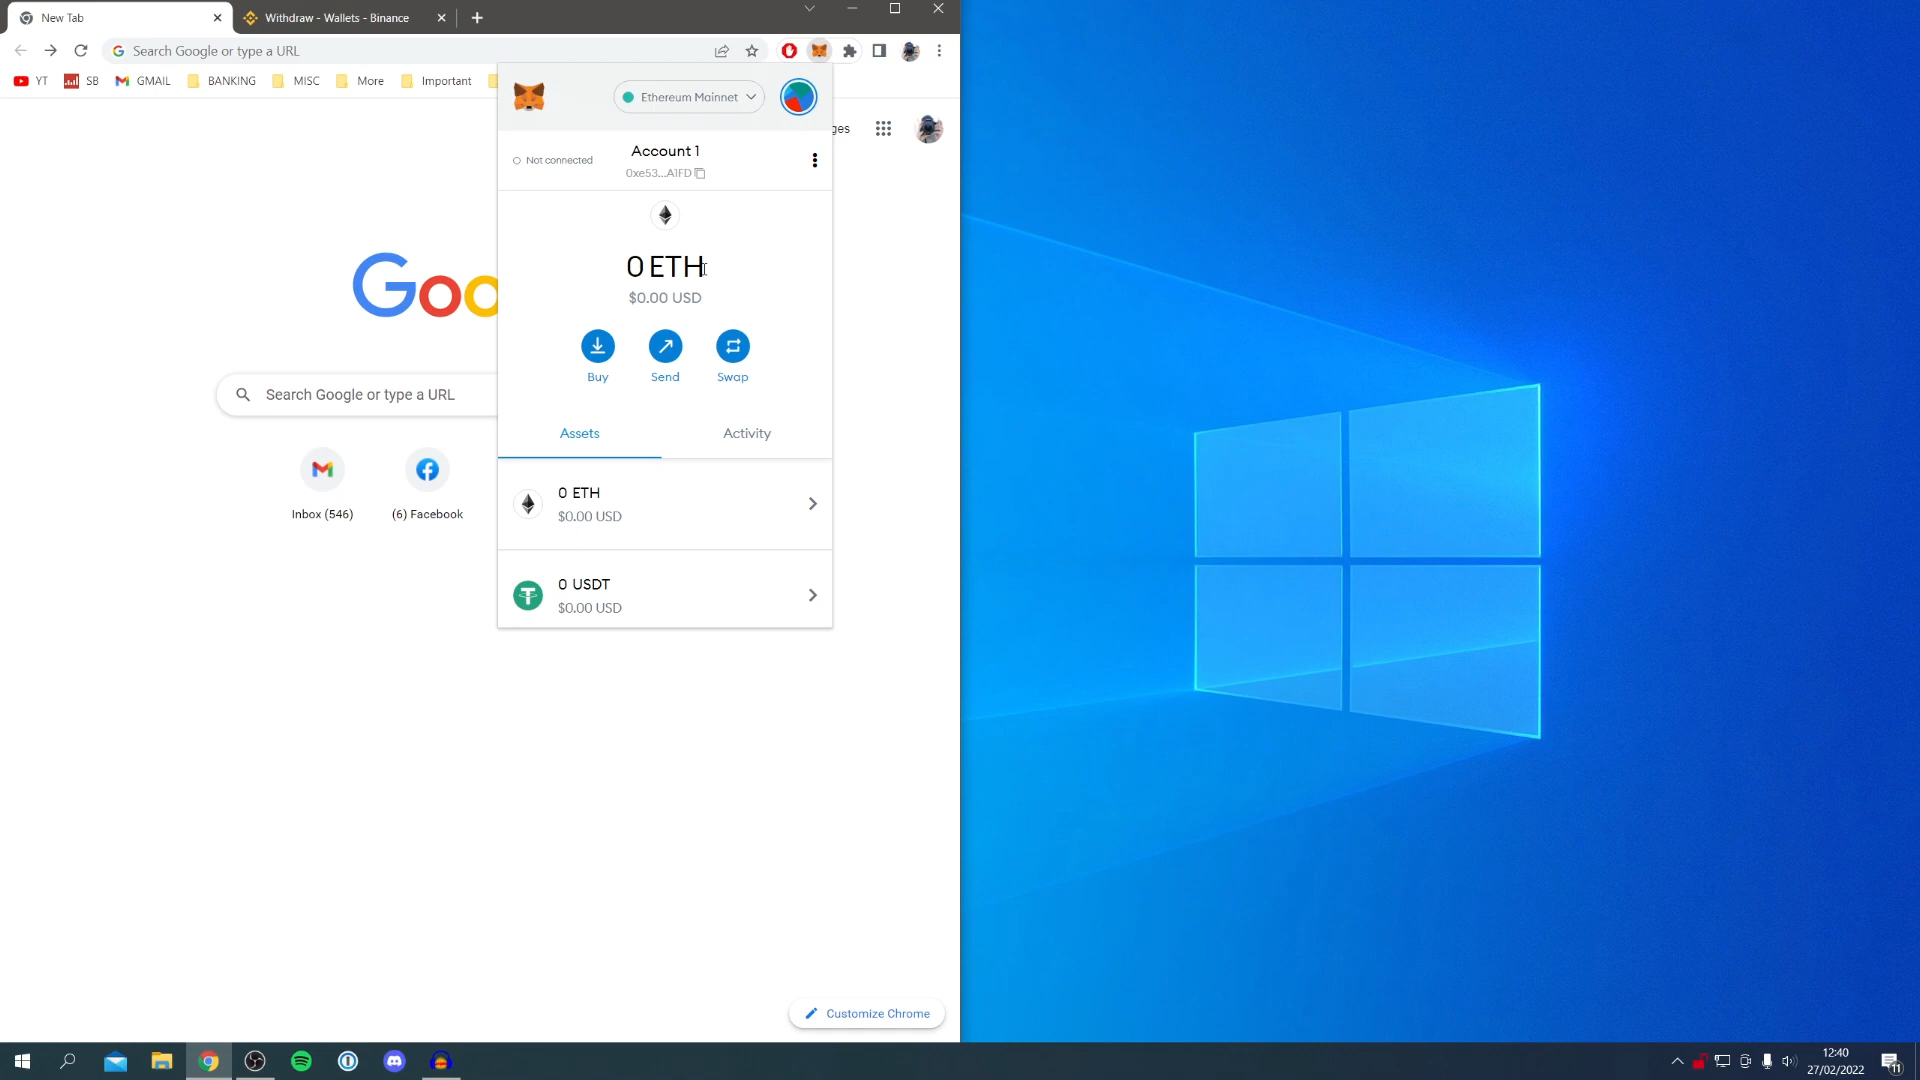 New Tab
Withdraw - Wallets - Binance
Search Google or type a URL
YT
SB
GMAIL
BANKING
MISC
More
Important
Ethereum Mainnet
Not connected
Account 1
0xe53...A1FD
0 ETH
$0.00 USD
Buy
Send
Swap
Goo
Search Google or type a URL
Inbox (546)
(6) Facebook
Assets
Activity
0 ETH
$0.00 USD
0 USDT
$0.00 USD
ges
Customize Chrome
12:40
27/02/2022
11